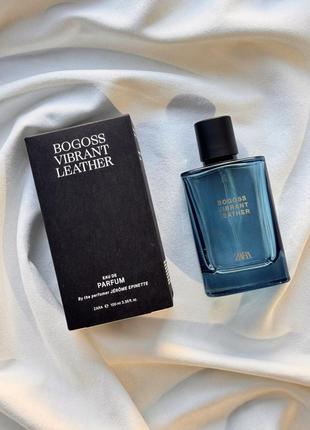 BOGOSS
VIBRANT
LEATHER
EAU DE
PARFUM
By the perfumer JÉRÔME EPINETTE
ZARA 100 ml 3.38 fl. oz
BOGOSS
VIBRANT
LEATHER
ZARA